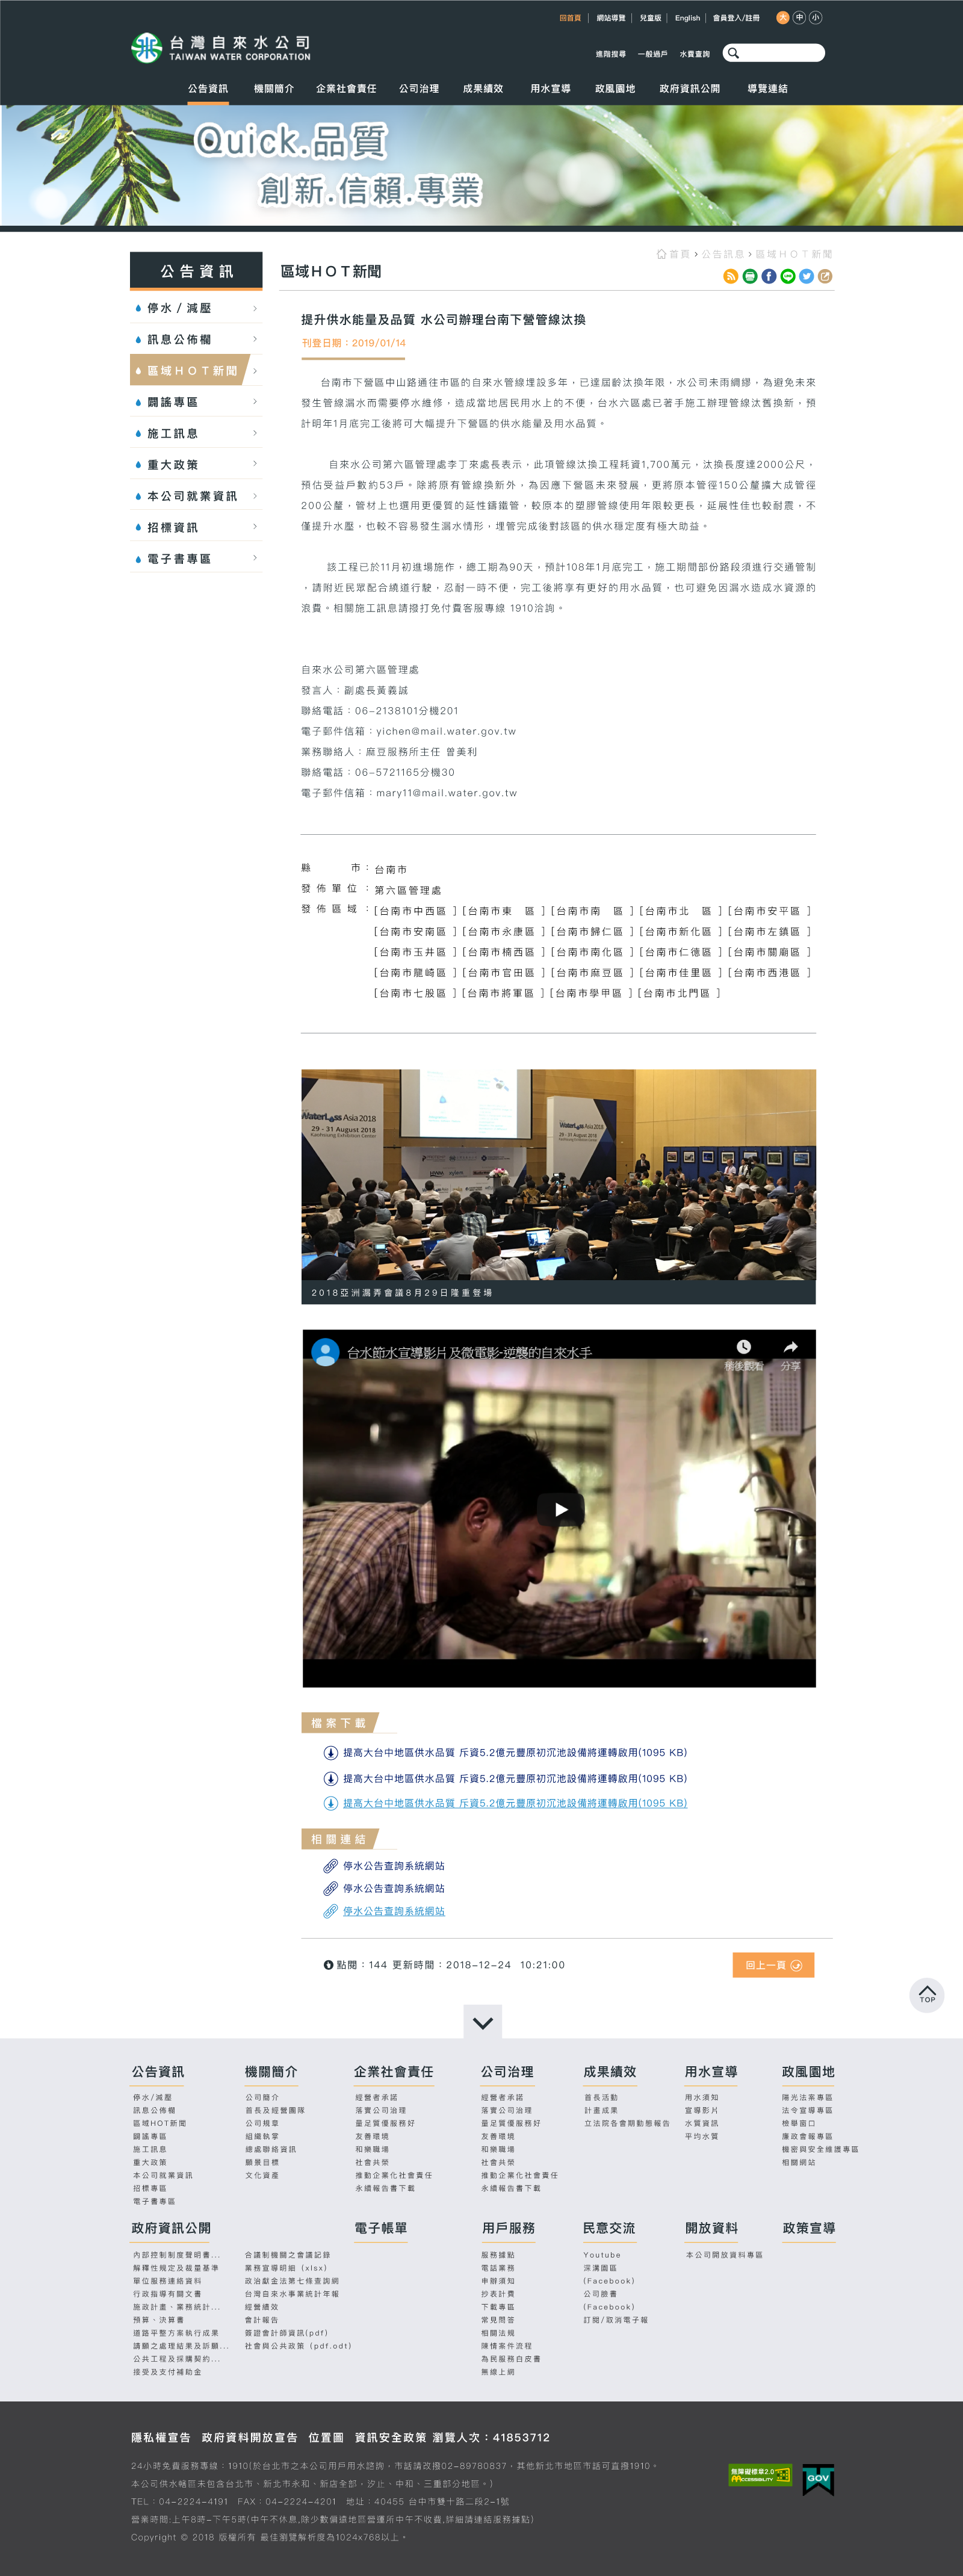 回首頁 網站導覽 兒童版 English 會員登入/註冊 大 中 小
台灣自來水公司
TAIWAN WATER CORPORATION
進階搜尋 一般過戶 水費查詢
公告資訊 機關簡介 企業社會責任 公司治理 成果績效 用水宣導 政風園地 政府資訊公開 導覽連結
Quick.品質
創新.信賴.專業
首頁 > 公告訊息 > 區域HOT新聞
公告資訊
停水/減壓
訊息公佈欄
區域HOT新聞
闢謠專區
施工訊息
重大政策
本公司就業資訊
招標資訊
電子書專區
區域HOT新聞
提升供水能量及品質 水公司辦理台南下營管線汰換
刊登日期:2019/01/14
台南市下營區中山路通往市區的自來水管線埋設多年，已達屆齡汰換年限，水公司未雨綢繆，為避免未來
發生管線漏水而需要停水維修，造成當地居民用水上的不便，台水六區處已著手施工辦理管線汰舊換新，預
計明年1月底完工後將可大幅提升下營區的供水能量及用水品質。
自來水公司第六區管理處李丁來處長表示，此項管線汰換工程耗資1,700萬元，汰換長度達2000公尺，
預估受益戶數約53戶。除將原有管線換新外，為因應下營區未來發展，更將原本管徑150公釐擴大成管徑
200公釐，管材上也選用更優質的延性鑄鐵管，較原本的塑膠管線使用年限較更長，延展性佳也較耐震，不
僅提升水壓，也較不容易發生漏水情形，埋管完成後對該區的供水穩定度有極大助益。
該工程已於11月初進場施作，總工期為90天，預計108年1月底完工，施工期間部份路段須進行交通管制
，請附近民眾配合繞道行駛，忍耐一時不便，完工後將享有更好的用水品質，也可避免因漏水造成水資源的
浪費。相關施工訊息請撥打免付費客服專線 1910洽詢。
自來水公司第六區管理處
發言人：副處長黃義誠
聯絡電話：06-2138101分機201
電子郵件信箱：yichen@mail.water.gov.tw
業務聯絡人：麻豆服務所主任 曾美利
聯絡電話：06-5721165分機30
電子郵件信箱：mary11@mail.water.gov.tw
縣 市：台南市
發佈單位：第六區管理處
發佈區域：[台南市中西區 ] [台南市東 區 ] [台南市南 區 ] [台南市北 區 ] [台南市安平區 ]
[台南市安南區 ] [台南市永康區 ] [台南市歸仁區 ] [台南市新化區 ] [台南市左鎮區 ]
[台南市玉井區 ] [台南市楠西區 ] [台南市南化區 ] [台南市仁德區 ] [台南市關廟區 ]
[台南市龍崎區 ] [台南市官田區 ] [台南市麻豆區 ] [台南市佳里區 ] [台南市西港區 ]
[台南市七股區 ] [台南市將軍區 ] [台南市學甲區 ] [台南市北門區 ]
WaterLoss Asia 2018
29 - 31 August 2018
Kaohsiung Exhibition Center
WaterLoss Asia 2018
29 - 31 August 2018
2018亞洲漏弄會議8月29日隆重登場
台水節水宣導影片及微電影-逆襲的自來水手
稍後觀看 分享
檔案下載
提高大台中地區供水品質 斥資5.2億元豐原初沉池設備將運轉啟用(1095 KB)
提高大台中地區供水品質 斥資5.2億元豐原初沉池設備將運轉啟用(1095 KB)
提高大台中地區供水品質 斥資5.2億元豐原初沉池設備將運轉啟用(1095 KB)
相關連結
停水公告查詢系統網站
停水公告查詢系統網站
停水公告查詢系統網站
點閱：144 更新時間：2018-12-24 10:21:00
回上一頁
TOP
公告資訊 機關簡介 企業社會責任 公司治理 成果績效 用水宣導 政風園地
停水/減壓 公司簡介 經營者承諾 經營者承諾 首長活動 用水須知 陽光法案專區
訊息公佈欄 首長及經營團隊 落實公司治理 落實公司治理 計畫成果 宣導影片 法令宣導專區
區域HOT新聞 公司規章 量足質優服務好 量足質優服務好 立法院各會期動態報告 水質資訊 檢舉窗口
闢謠專區 組織執掌 友善環境 友善環境 平均水質 廉政會報專區
施工訊息 總處聯絡資訊 和樂職場 和樂職場 機密與安全維護專區
重大政策 願景目標 社會共榮 社會共榮 相關網站
本公司就業資訊 文化資產 推動企業化社會責任 推動企業化社會責任
招標專區 永續報告書下載 永續報告書下載
電子書專區
政府資訊公開 電子帳單 用戶服務 民意交流 開放資料 政策宣導
內部控制制度聲明書... 合議制機關之會議記錄 服務據點 Youtube 本公司開放資料專區
解釋性規定及裁量基準 業務宣導明細 (xlsx) 電話業務 深溝園區
單位服務連絡資料 政治獻金法第七條查詢網 申辦須知 (Facebook)
行政指導有關文書 台灣自來水事業統計年報 抄表計費 公司臉書
施政計畫、業務統計... 經營績效 下載專區 (Facebook)
預算、決算書 會計報告 常見問答 訂閱/取消電子報
道路平整方案執行成果 簽證會計師資訊(pdf) 相關法規
請願之處理結果及訴願... 社會與公共政策 (pdf.odt) 陳情案件流程
公共工程及採購契約... 為民服務白皮書
接受及支付補助金 無線上網
隱私權宣告 政府資料開放宣告 位置圖 資訊安全政策 瀏覽人次：41853712
24小時免費服務專線：1910(於台北市之本公司用戶用水諮詢，市話請改撥02-89780837，其他新北市地區市話可直撥1910。
本公司供水轄區未包含台北市、新北市永和、新店全部，汐止、中和、三重部分地區。)
TEL：04-2224-4191 FAX：04-2224-4201 地址：40455 台中市雙十路二段2-1號
營業時間:上午8時-下午5時(中午不休息,除少數偏遠地區營運所中午不收費,詳細請連結服務據點)
Copyright © 2018 版權所有 最佳瀏覽解析度為1024x768以上。
無障礙標章2.0
ACCESSIBILITY
GOV